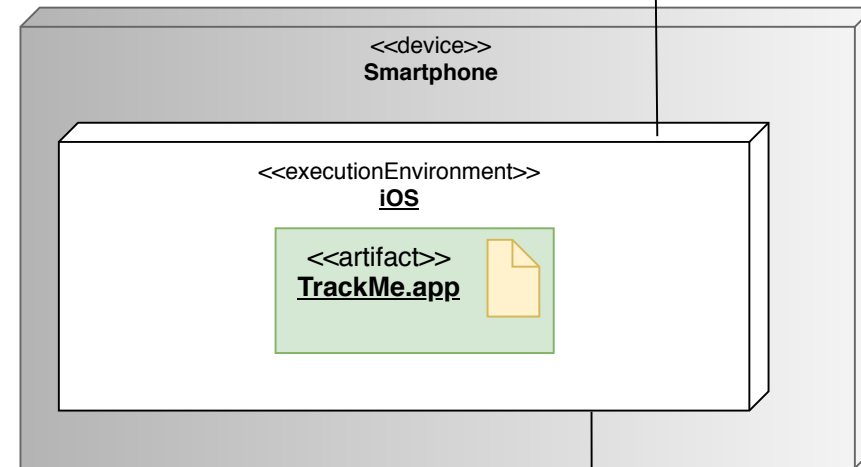 <<device>>
Smartphone
<<executionEnvironment>>
iOS
<<artifact>>
TrackMe.app